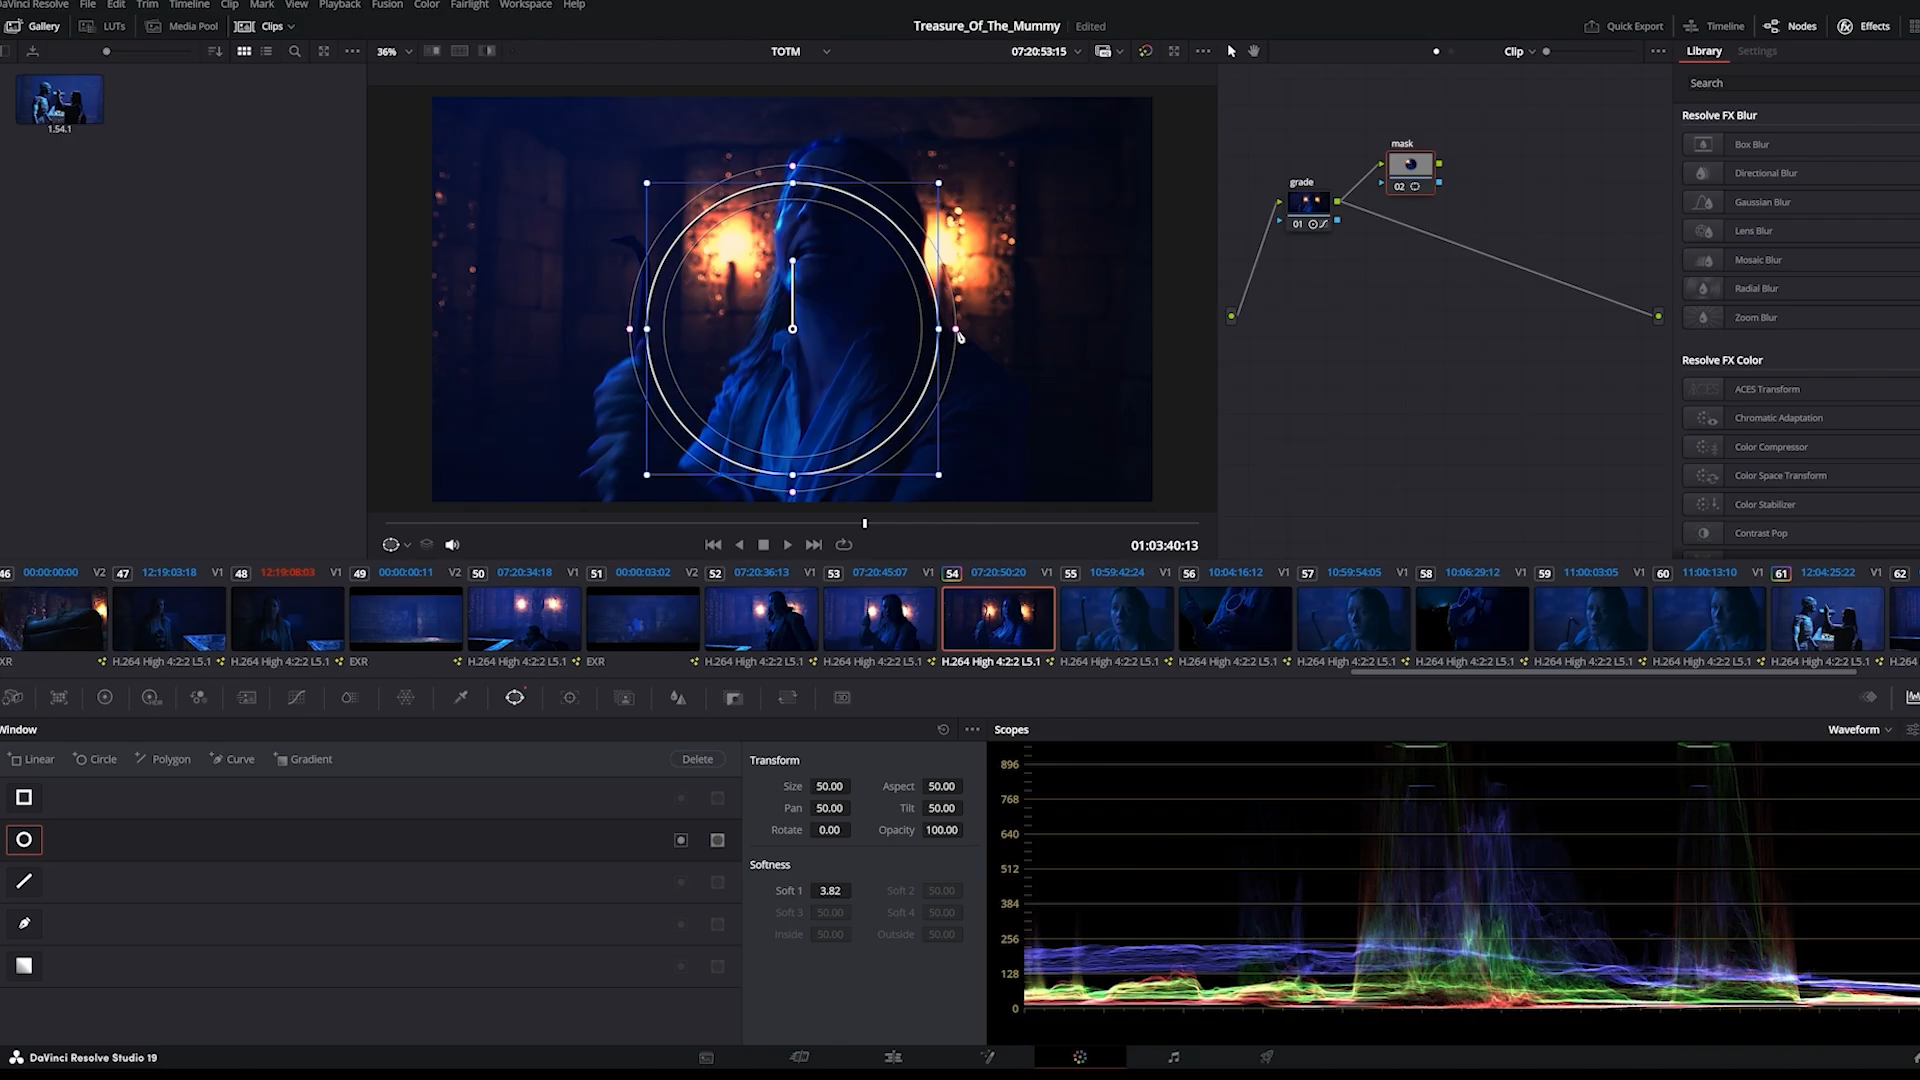 DaVinci Resolve File Edit Trim Timeline Clip Mark View Playback Fusion Color Fairlight Workspace Help
Gallery LUTs Media Pool Clips Treasure_Of_The_Mummy Edited Quick Export Timeline Nodes Effects
36% TOTM 07:20:53:15 Clip Library Settings
Search
Resolve FX Blur
Box Blur
Directional Blur
Gaussian Blur
Lens Blur
Mosaic Blur
Radial Blur
Zoom Blur
Resolve FX Color
ACES Transform
Chromatic Adaptation
Color Compressor
Color Space Transform
Color Stabilizer
Contrast Pop
1.54.1
mask
02
grade
01
01:03:40:13
46 00:00:00:00 V2 47 12:19:03:18 V1 48 12:19:08:03 V1 49 00:00:00:11 V2 50 07:20:34:18 V1 51 00:00:03:02 V2 52 07:20:36:13 V1 53 07:20:45:07 V1 54 07:20:50:20 V1 55 10:59:42:24 V1 56 10:04:16:12 V1 57 10:59:54:05 V1 58 10:06:29:12 V1 59 11:00:03:05 V1 60 11:00:13:10 V1 61 12:04:25:22 V1 62
XR H.264 High 4:2:2 L5.1 H.264 High 4:2:2 L5.1 EXR H.264 High 4:2:2 L5.1 EXR H.264 High 4:2:2 L5.1 H.264 High 4:2:2 L5.1 H.264 High 4:2:2 L5.1 H.264 High 4:2:2 L5.1 H.264 High 4:2:2 L5.1 H.264 High 4:2:2 L5.1 H.264 High 4:2:2 L5.1 H.264 High 4:2:2 L5.1 H.264 High 4:2:2 L5.1 H.264 High 4:2:2 L5.1 H.264
3D
Window
Linear Circle Polygon Curve Gradient Delete
Transform
Size 50.00 Aspect 50.00
Pan 50.00 Tilt 50.00
Rotate 0.00 Opacity 100.00
Softness
Soft 1 3.82 Soft 2 50.00
Soft 3 50.00 Soft 4 50.00
Inside 50.00 Outside 50.00
Scopes Waveform
896
768
640
512
384
256
128
0
DaVinci Resolve Studio 19